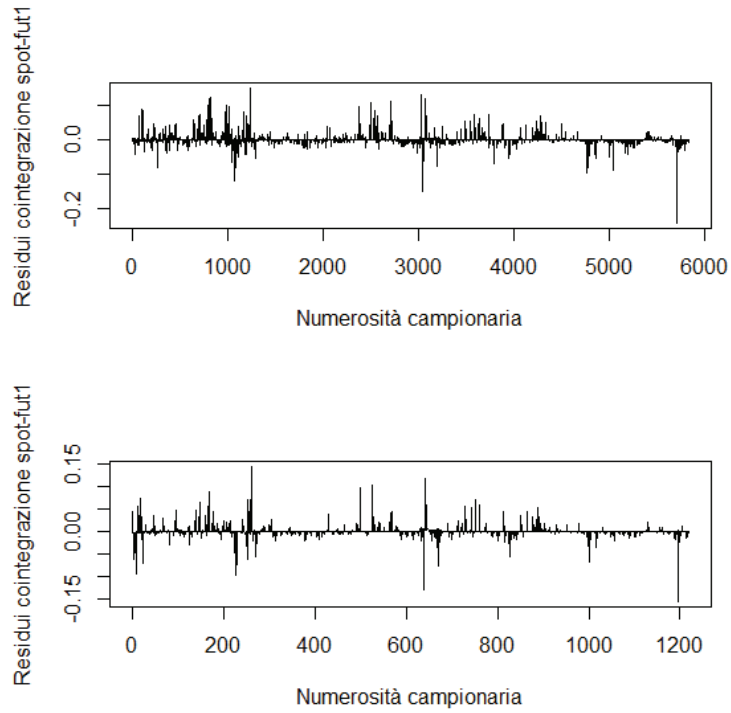 Residui cointegrazione spot-fut1
0.0
-0.2
0 1000 2000 3000 4000 5000 6000
Numerosità campionaria
Residui cointegrazione spot-fut1
0.15
0.00
-0.15
0 200 400 600 800 1000 1200
Numerosità campionaria